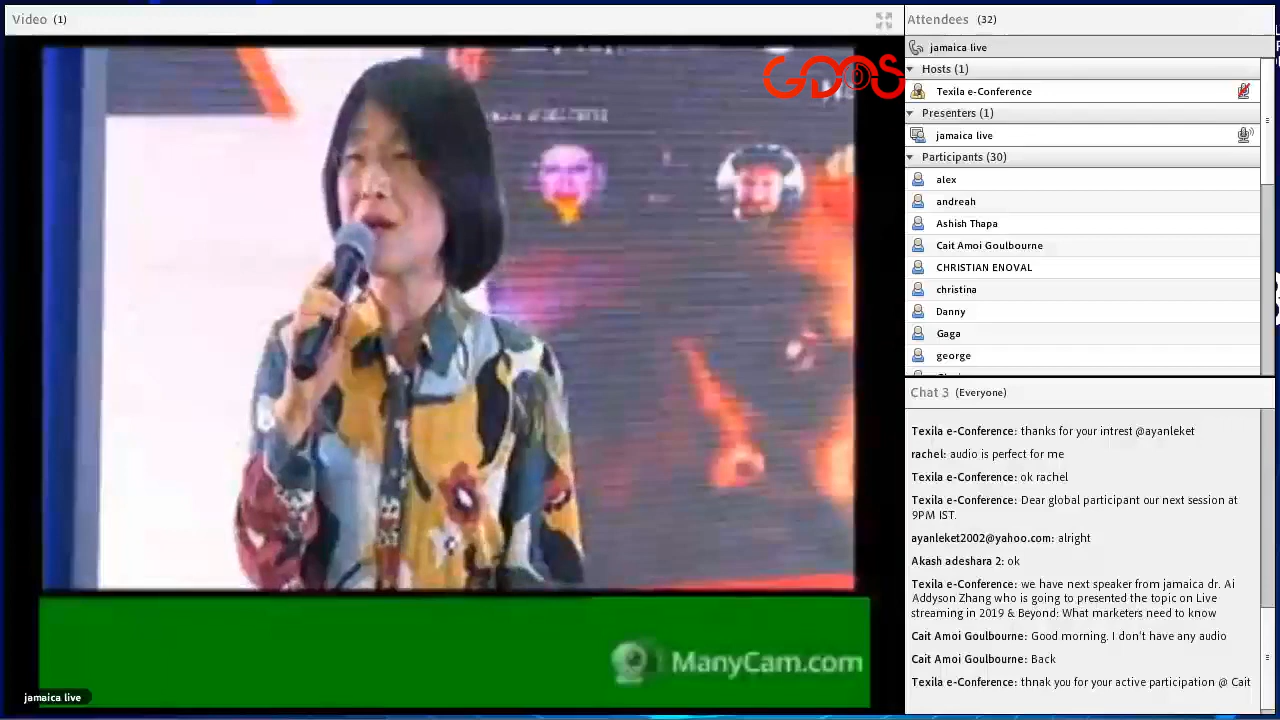 Video (1)
GDOS
ManyCam.com
jamaica live
Attendees (32)
jamaica live
Hosts (1)
Texila e-Conference
Presenters (1)
jamaica live
Participants (30)
alex
andreah
Ashish Thapa
Cait Amoi Goulbourne
CHRISTIAN ENOVAL
christina
Danny
Gaga
george
Chat 3 (Everyone)
Texila e-Conference: thanks for your intrest @ayanleket
rachel: audio is perfect for me
Texila e-Conference: ok rachel
Texila e-Conference: Dear global participant our next session at
9PM IST.
ayanleket2002@yahoo.com: alright
Akash adeshara 2: ok
Texila e-Conference: we have next speaker from jamaica dr. Ai
Addyson Zhang who is going to presented the topic on Live
streaming in 2019 & Beyond: What marketers need to know
Cait Amoi Goulbourne: Good morning. I don't have any audio
Cait Amoi Goulbourne: Back
Texila e-Conference: thnak you for your active participation @ Cait